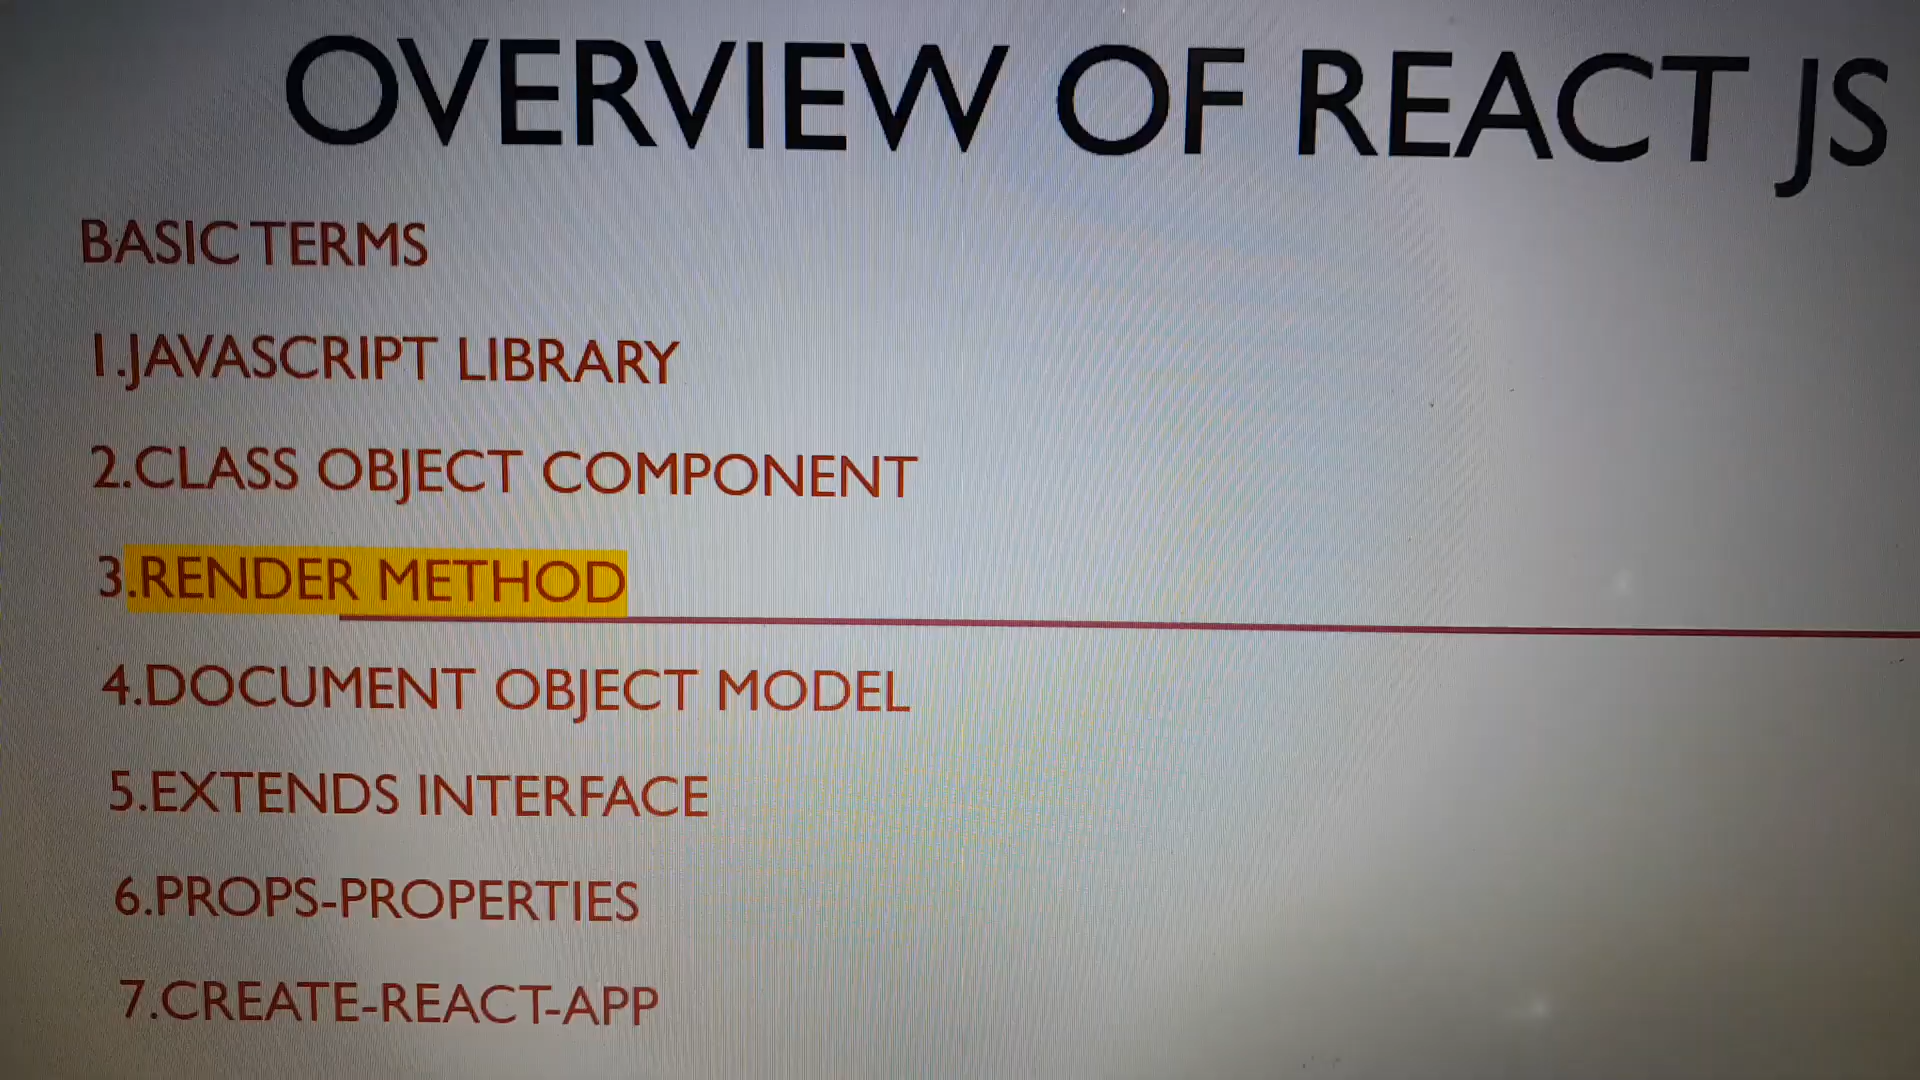 OVERVIEW OF REACT JS
BASIC TERMS
1.JAVASCRIPT LIBRARY
2.CLASS OBJECT COMPONENT
3.RENDER METHOD
4.DOCUMENT OBJECT MODEL
5.EXTENDS INTERFACE
6.PROPS-PROPERTIES
7.CREATE-REACT-APP